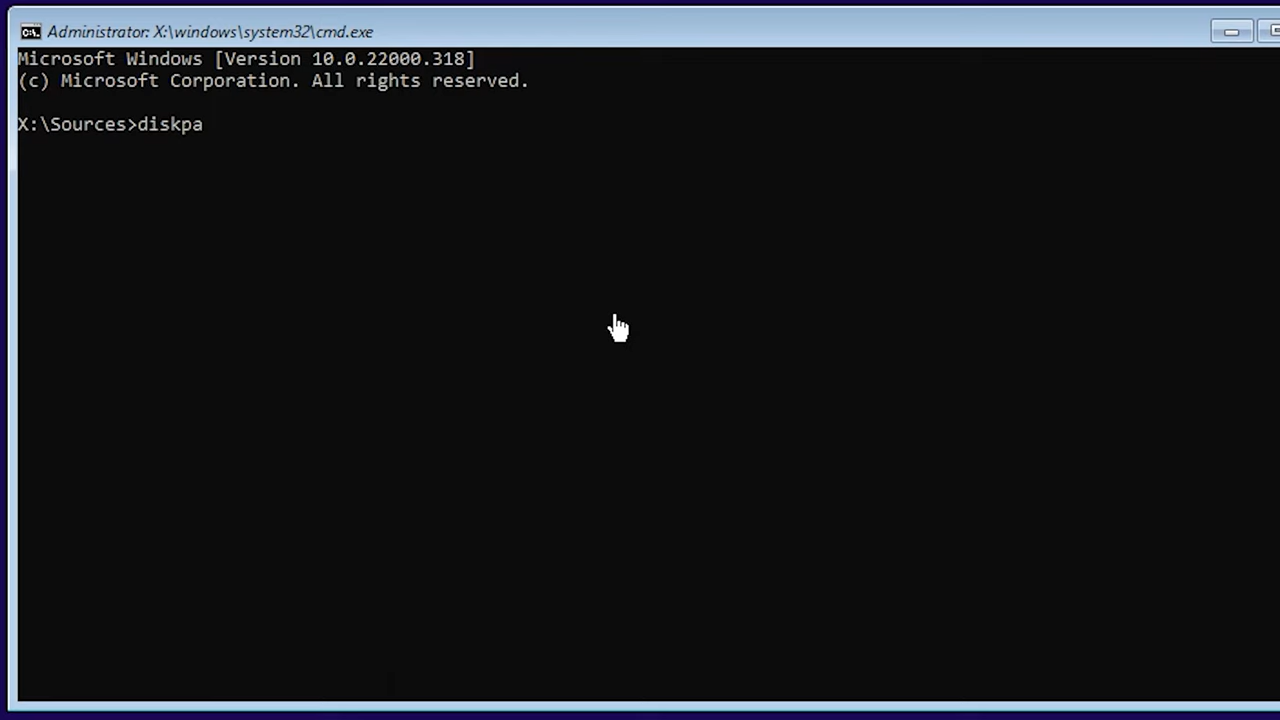 Administrator: X:\windows\system32\cmd.exe
Microsoft Windows [Version 10.0.22000.318]
(c) Microsoft Corporation. All rights reserved.
X:\Sources>diskpa